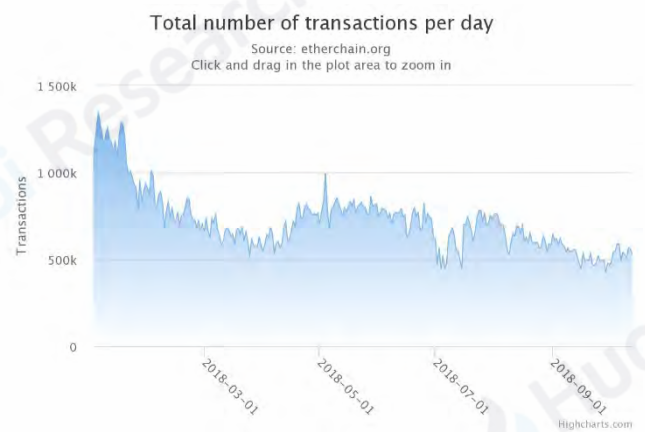 Total number of transactions per day
Source: etherchain.org
Click and drag in the plot area to zoom in
1 500k
1 000k
500k
0
Transactions
2018-03-01
2018-05-01
2018-07-01
2018-09-01
Highcharts.com
Research